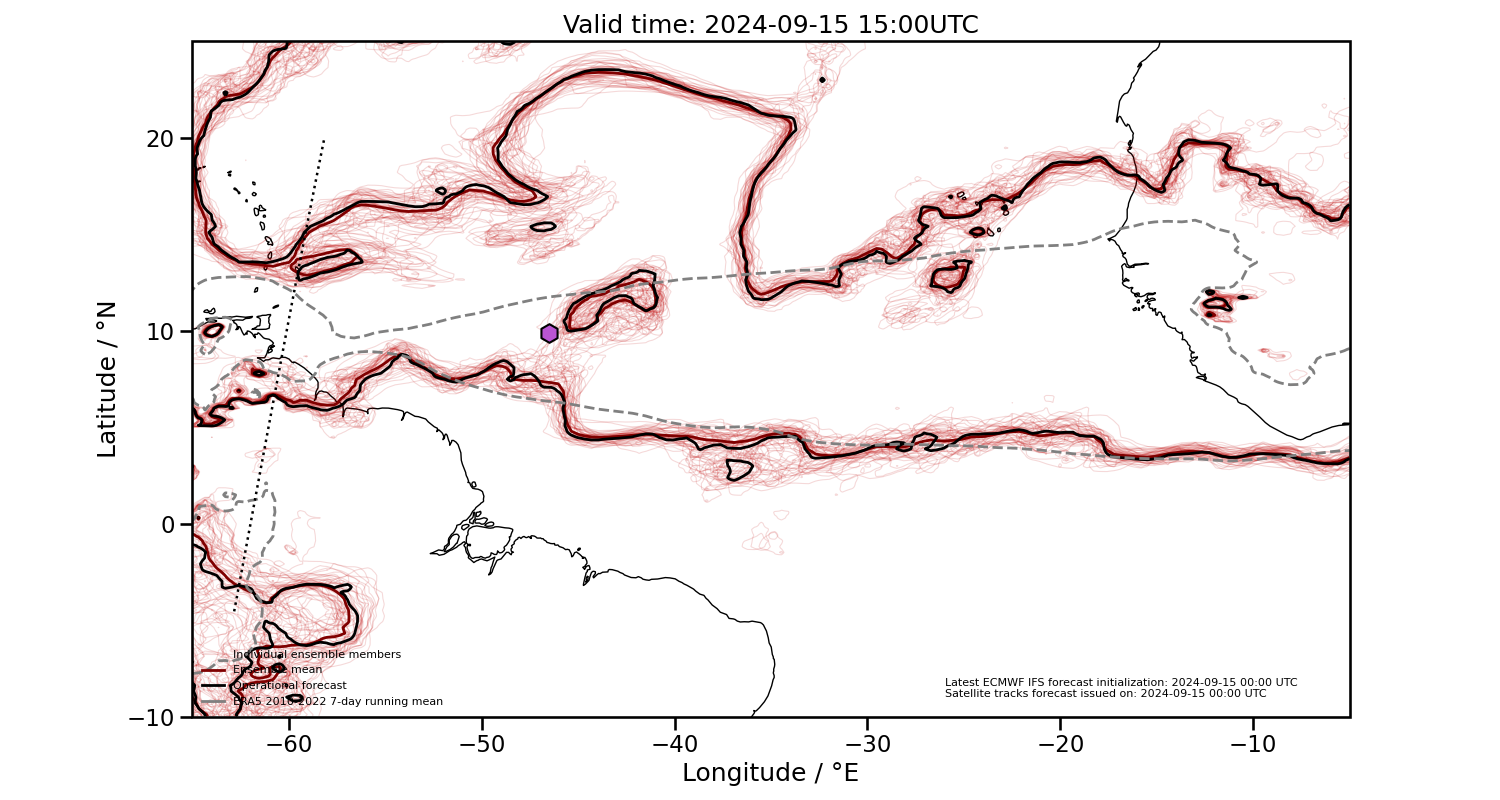 Valid time: 2024-09-15 15:00UTC
Latitude / °N
20
10
0
−10
−60
−50
−40
−30
−20
−10
Longitude / °E
Individual ensemble members
Ensemble mean
Operational forecast
ERA5 2016-2022 7-day running mean
Latest ECMWF IFS forecast initialization: 2024-09-15 00:00 UTC
Satellite tracks forecast issued on: 2024-09-15 00:00 UTC